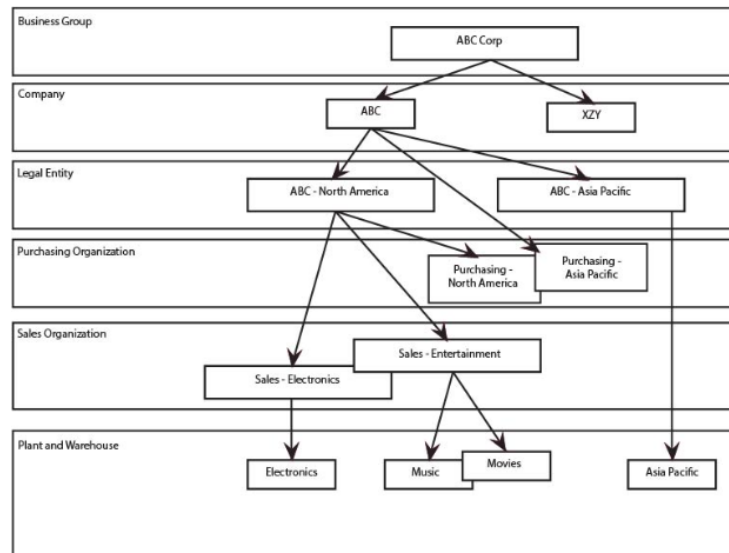 Business Group
ABC Corp
Company
ABC
XZY
Legal Entity
ABC - North America
ABC - Asia Pacific
Purchasing Organization
Purchasing -
North America
Purchasing -
Asia Pacific
Sales Organization
Sales - Entertainment
Sales - Electronics
Plant and Warehouse
Electronics
Music
Movies
Asia Pacific